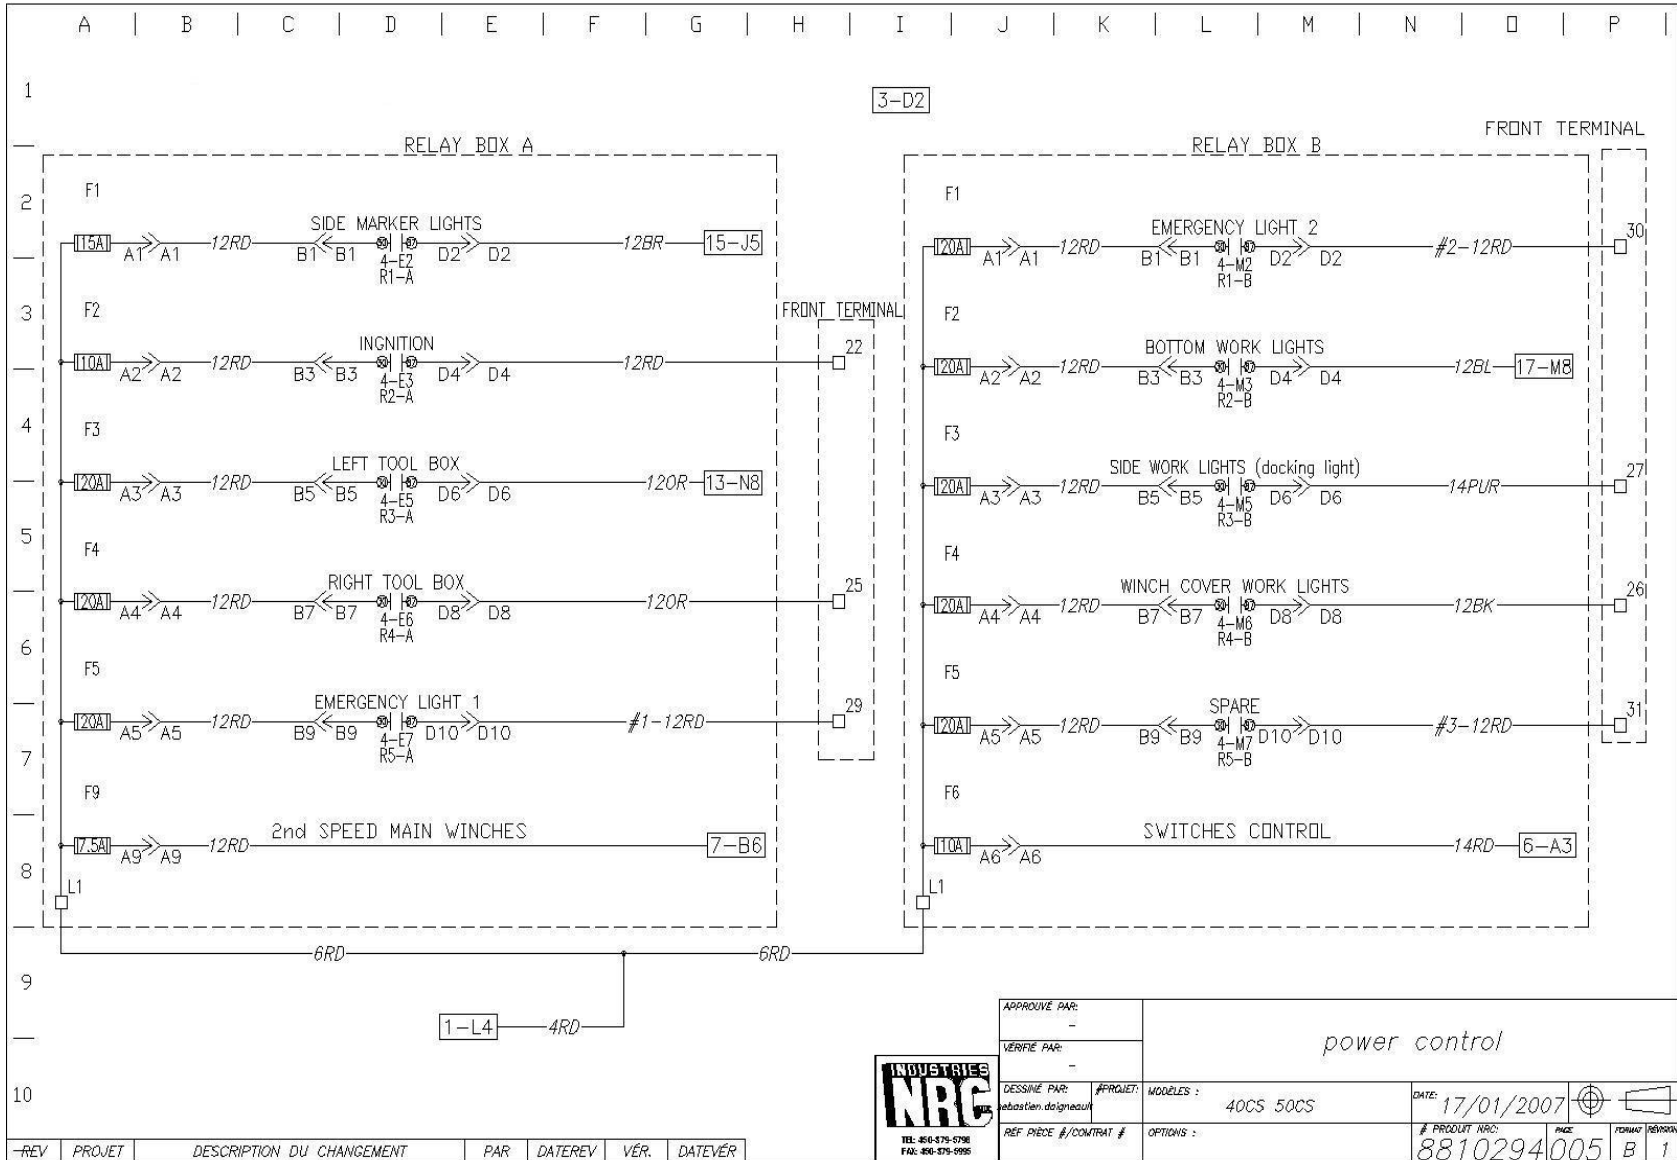 A B C D E F G H I J K L M N O P
1
3-D2
FRONT TERMINAL
RELAY BOX A
RELAY BOX B
2
F1
SIDE MARKER LIGHTS
15A A1 A1 12RD B1 B1 4-E2 R1-A D2 D2 12BR 15-J5
F1
EMERGENCY LIGHT 2
20A A1 A1 12RD B1 B1 4-M2 R1-B D2 D2 #2-12RD 30
3
F2
FRONT TERMINAL
INGNITION
10A A2 A2 12RD B3 B3 4-E3 R2-A D4 D4 12RD 22
F2
BOTTOM WORK LIGHTS
20A A2 A2 12RD B3 B3 4-M3 R2-B D4 D4 12BL 17-M8
4
F3
LEFT TOOL BOX
20A A3 A3 12RD B5 B5 4-E5 R3-A D6 D6 12OR 13-N8
F3
SIDE WORK LIGHTS (docking light)
20A A3 A3 12RD B5 B5 4-M5 R3-B D6 D6 14PUR 27
5
F4
RIGHT TOOL BOX
20A A4 A4 12RD B7 B7 4-E6 R4-A D8 D8 12OR 25
F4
WINCH COVER WORK LIGHTS
20A A4 A4 12RD B7 B7 4-M6 R4-B D8 D8 12BK 26
6
F5
EMERGENCY LIGHT 1
20A A5 A5 12RD B9 B9 4-E7 R5-A D10 D10 #1-12RD 29
F5
SPARE
20A A5 A5 12RD B9 B9 4-M7 R5-B D10 D10 #3-12RD 31
7
F9
2nd SPEED MAIN WINCHES
7.5A A9 A9 12RD 7-B6
F6
SWITCHES CONTROL
10A A6 A6 14RD 6-A3
8
L1
L1
6RD
6RD
9
1-L4 4RD
10
INDUSTRIES
NRC
TEL: 450-379-5796
FAX: 450-379-5995
APPROUVÉ PAR:
-
VÉRIFIÉ PAR:
-
power control
DESSINÉ PAR:
sebastien.daigneault
#PROJET:
MODÈLES :
40CS 50CS
DATE:
17/01/2007
RÉF PIÈCE #/CONTRAT #
OPTIONS :
# PRODUIT NRC:
8810294
PAGE
005
FORMAT
B
RÉVISION
1
REV PROJET DESCRIPTION DU CHANGEMENT PAR DATEREV VÉR. DATEVÉR